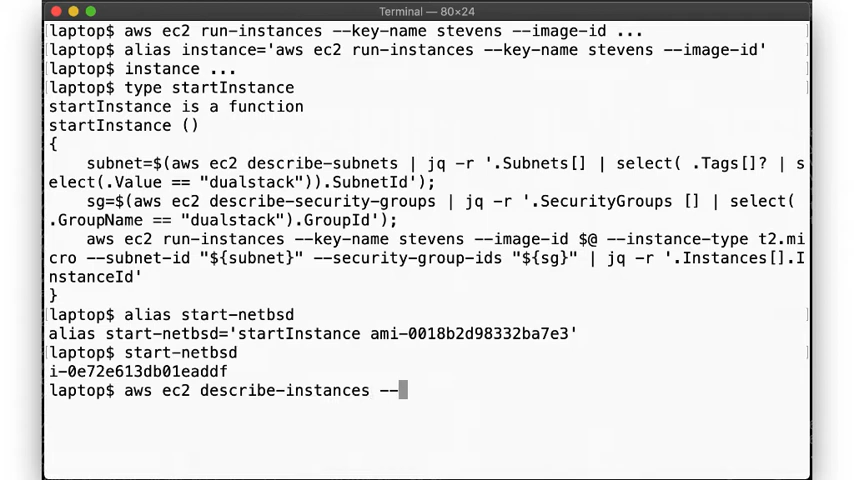 Terminal — 80×24
laptop$ aws ec2 run-instances --key-name stevens --image-id ...
laptop$ alias instance='aws ec2 run-instances --key-name stevens --image-id'
laptop$ instance ...
laptop$ type startInstance
startInstance is a function
startInstance ()
{
    subnet=$(aws ec2 describe-subnets | jq -r '.Subnets[] | select( .Tags[]? | s
elect(.Value == "dualstack")).SubnetId');
    sg=$(aws ec2 describe-security-groups | jq -r '.SecurityGroups [] | select(
.GroupName == "dualstack").GroupId');
    aws ec2 run-instances --key-name stevens --image-id $@ --instance-type t2.mi
cro --subnet-id "${subnet}" --security-group-ids "${sg}" | jq -r '.Instances[].I
nstanceId'
}
laptop$ alias start-netbsd
alias start-netbsd='startInstance ami-0018b2d98332ba7e3'
laptop$ start-netbsd
i-0e72e613db01eaddf
laptop$ aws ec2 describe-instances --